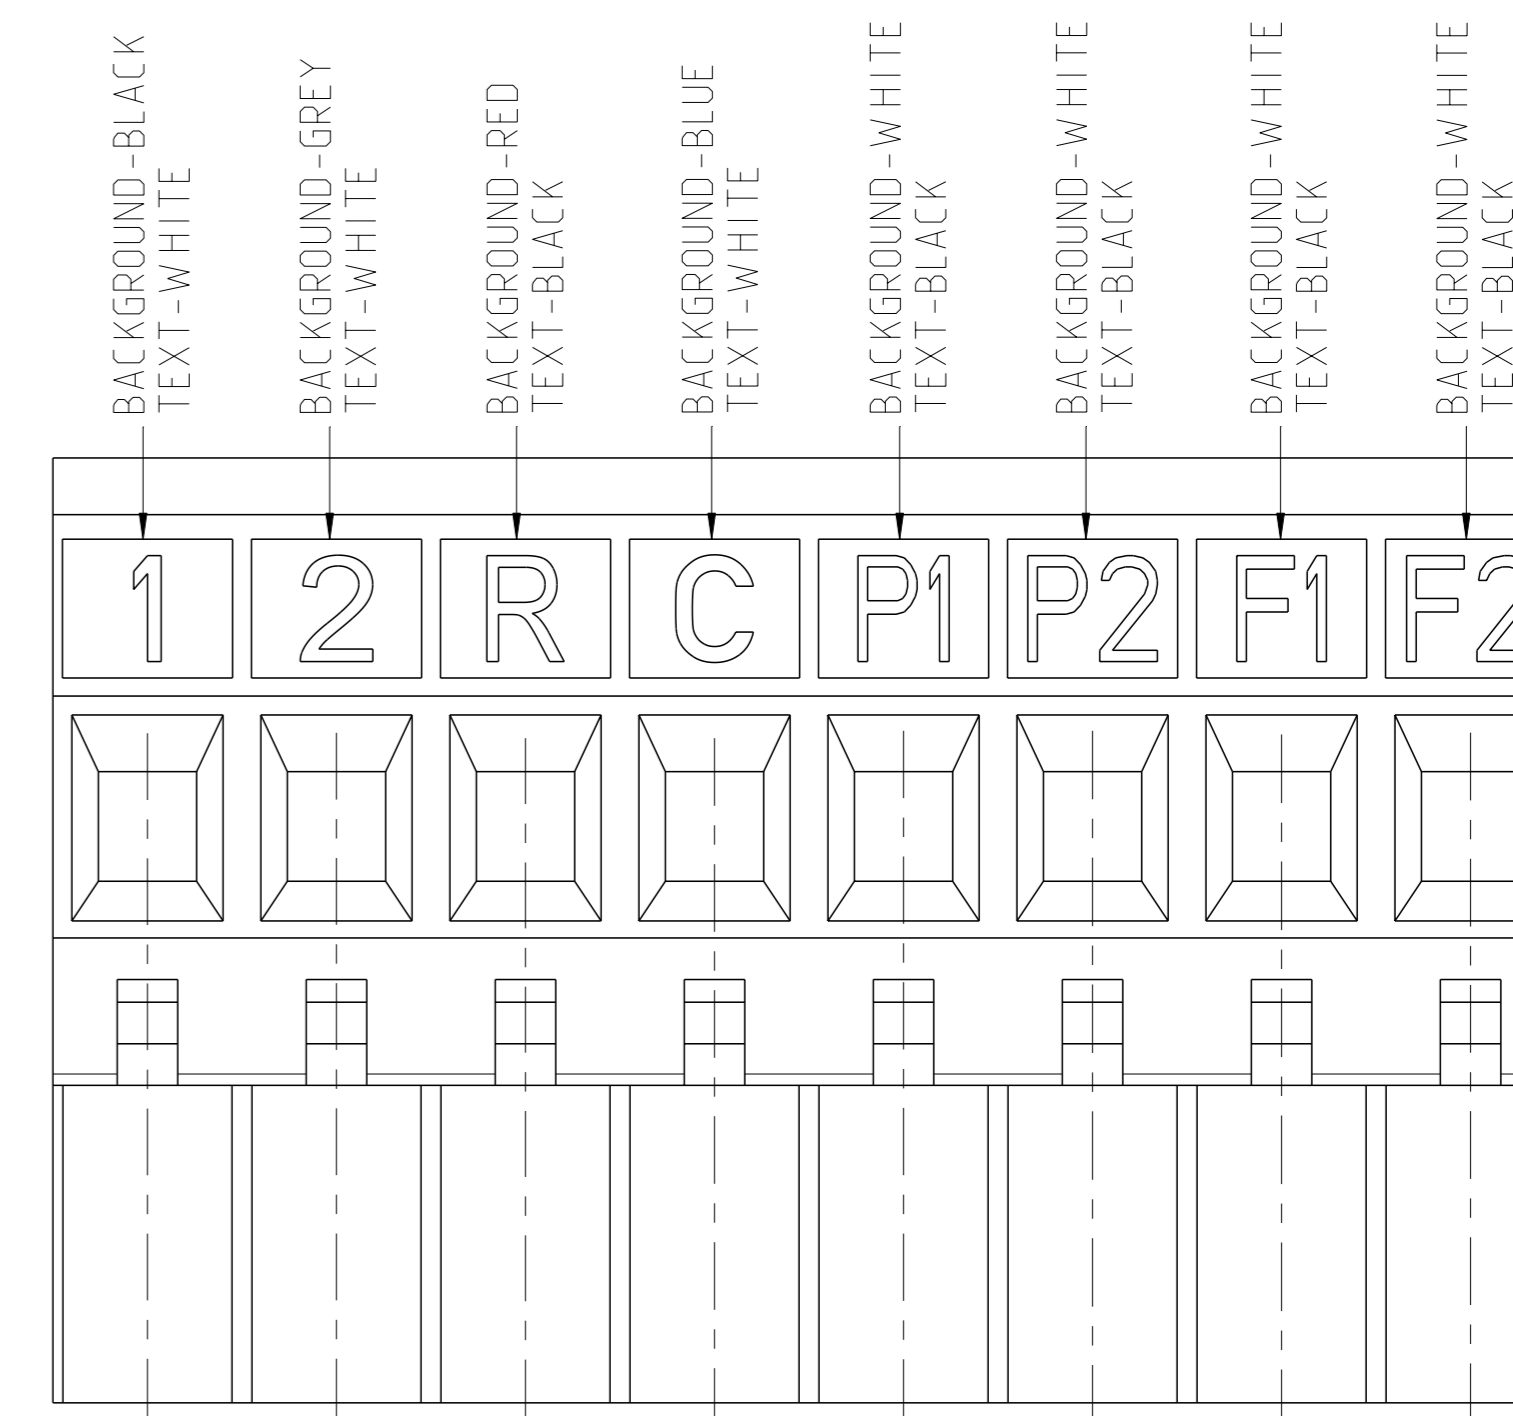 BACKGROUND-BLACK
TEXT-WHITE
BACKGROUND-GREY
TEXT-WHITE
BACKGROUND-RED
TEXT-BLACK
BACKGROUND-BLUE
TEXT-WHITE
BACKGROUND-WHITE
TEXT-BLACK
BACKGROUND-WHITE
TEXT-BLACK
BACKGROUND-WHITE
TEXT-BLACK
BACKGROUND-WHITE
TEXT-BLACK
1 2 R C P1 P2 F1 F2